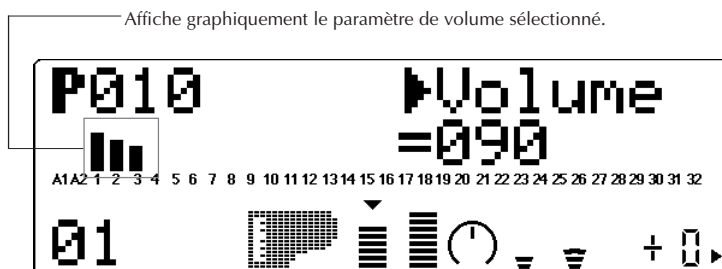 Affiche graphiquement le paramètre de volume sélectionné.
P010 ▶Volume
=090
A1 A2 1 2 3 4 5 6 7 8 9 10 11 12 13 14 15 16 17 18 19 20 21 22 23 24 25 26 27 28 29 30 31 32
01 + 0